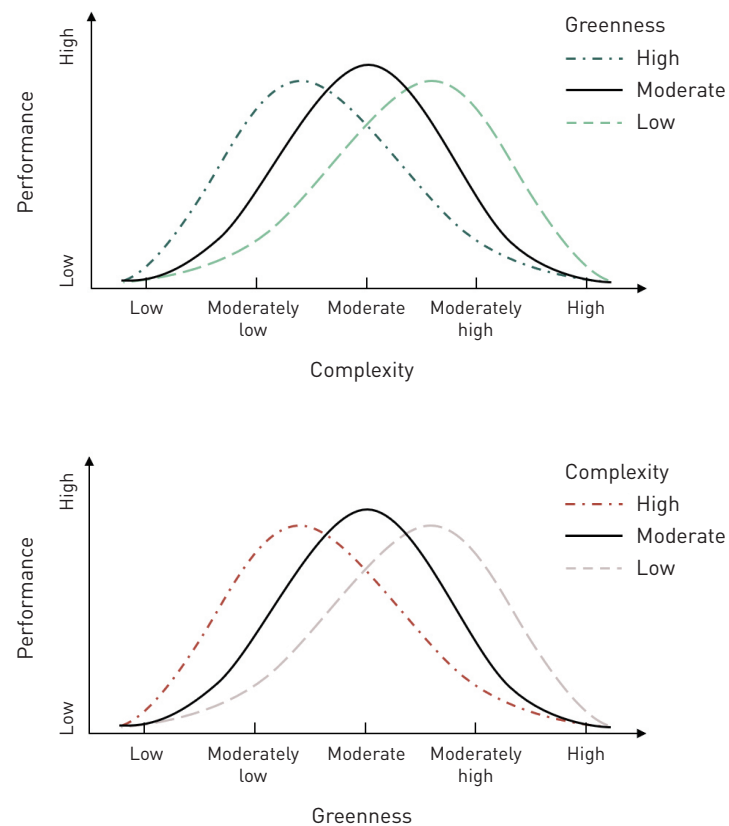 Greenness
High
Moderate
Low
High
Performance
Low
Low
Moderately
low
Moderate
Moderately
high
High
Complexity
Complexity
High
Moderate
Low
High
Performance
Low
Low
Moderately
low
Moderate
Moderately
high
High
Greenness